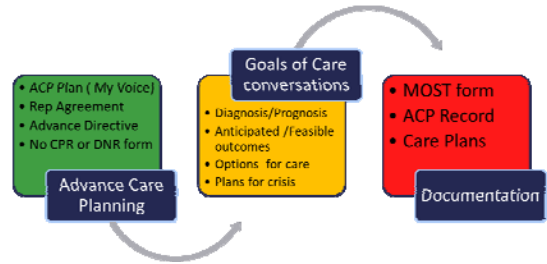 • ACP Plan ( My Voice)
• Rep Agreement
• Advance Directive
• No CPR or DNR form
Advance Care
Planning
Goals of Care
conversations
• Diagnosis/Prognosis
• Anticipated /Feasible
outcomes
• Options for care
• Plans for crisis
• MOST form
• ACP Record
• Care Plans
Documentation